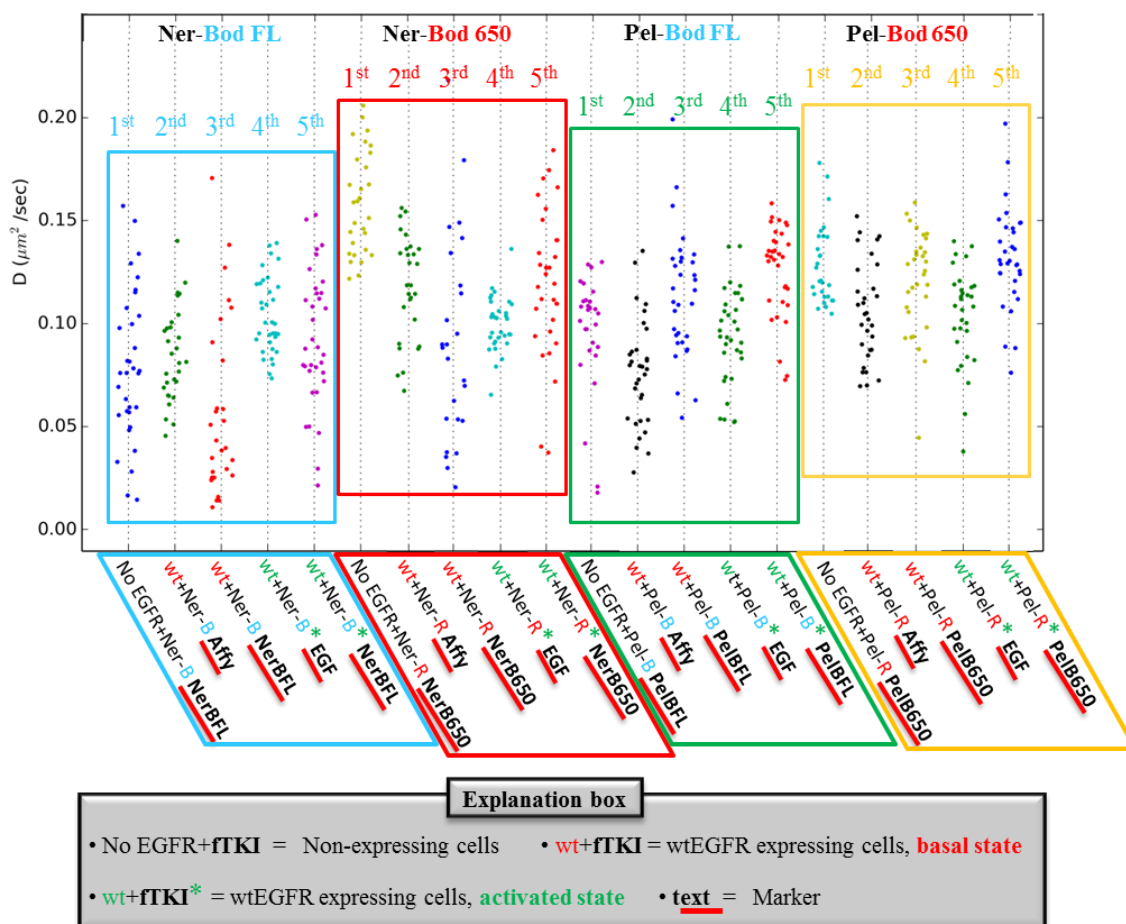 Ner-Bod FL
Ner-Bod 650
Pel-Bod FL
Pel-Bod 650
1st 2nd 3rd 4th 5th
1st 2nd 3rd 4th 5th
1st 2nd 3rd 4th 5th
1st 2nd 3rd 4th 5th
D (μm² /sec)
0.20
0.15
0.10
0.05
0.00
No EGFR+Ner-B NerBFL
wt+Ner-B Affy
wt+Ner-B NerBFL
wt+Ner-B* EGF
wt+Ner-B* NerBFL
No EGFR+Ner-R NerB650
wt+Ner-R Affy
wt+Ner-R NerB650
wt+Ner-R* EGF
wt+Ner-R* NerB650
No EGFR+Pel-B PelBFL
wt+Pel-B Affy
wt+Pel-B PelBFL
wt+Pel-B* EGF
wt+Pel-B* PelBFL
No EGFR+Pel-R PelB650
wt+Pel-R Affy
wt+Pel-R PelB650
wt+Pel-R* EGF
wt+Pel-R* PelB650
Explanation box
• No EGFR+fTKI = Non-expressing cells • wt+fTKI = wtEGFR expressing cells, basal state
• wt+fTKI* = wtEGFR expressing cells, activated state • text = Marker